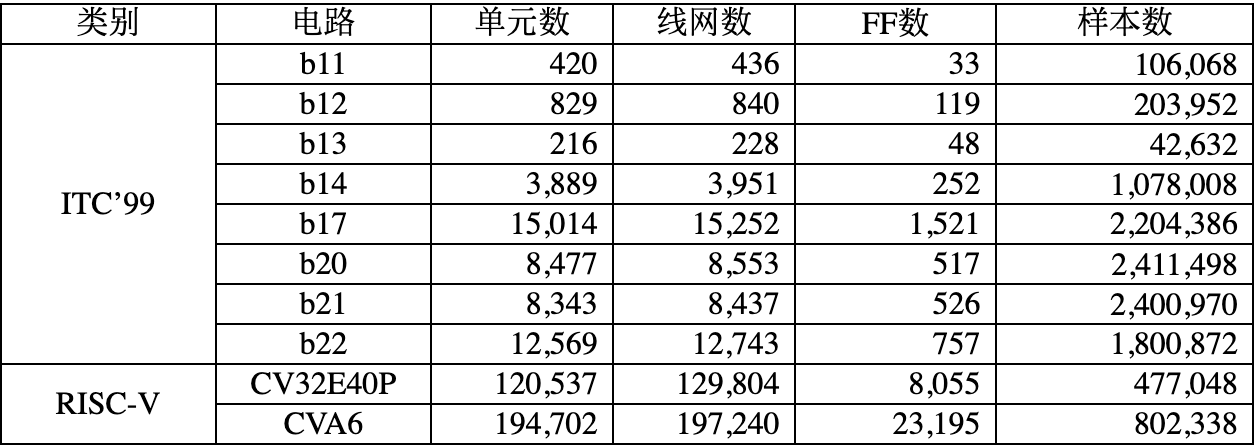 类别 电路 单元数 线网数 FF数 样本数
ITC’99 b11 420 436 33 106,068
b12 829 840 119 203,952
b13 216 228 48 42,632
b14 3,889 3,951 252 1,078,008
b17 15,014 15,252 1,521 2,204,386
b20 8,477 8,553 517 2,411,498
b21 8,343 8,437 526 2,400,970
b22 12,569 12,743 757 1,800,872
RISC-V CV32E40P 120,537 129,804 8,055 477,048
CVA6 194,702 197,240 23,195 802,338